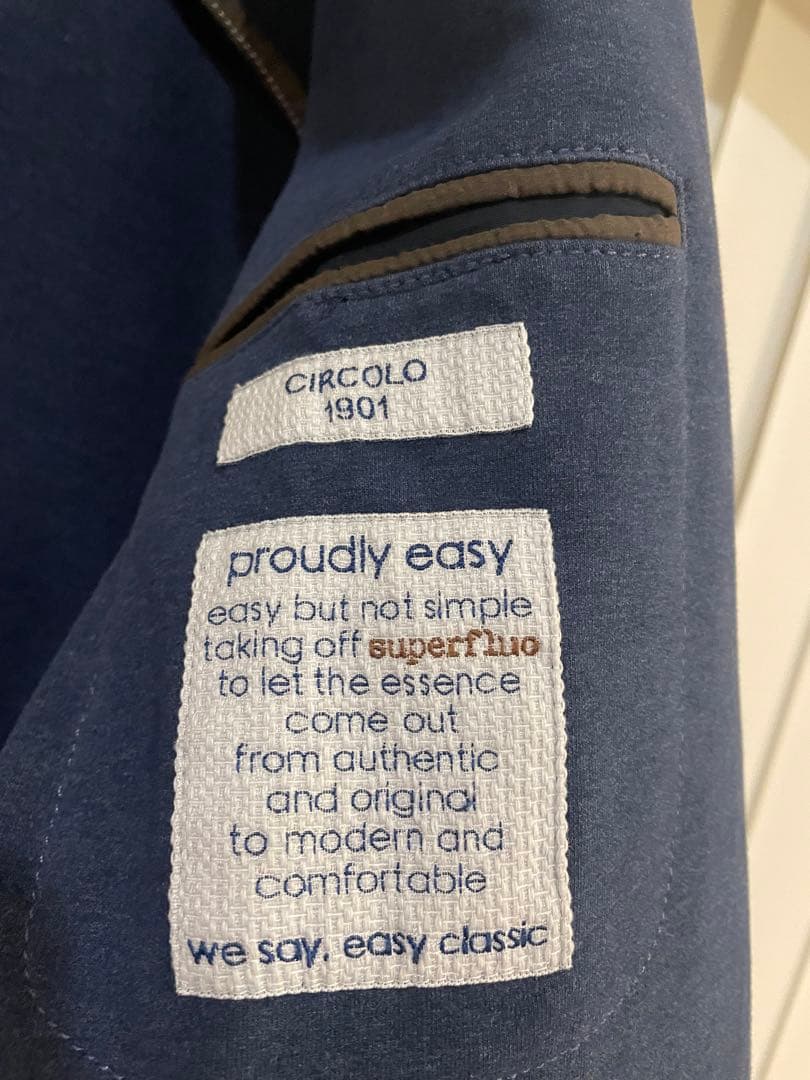 CIRCOLO
1901
proudly easy
easy but not simple
taking off superfluo
to let the essence
come out
from authentic
and original
to modern and
comfortable
we say. easy classic